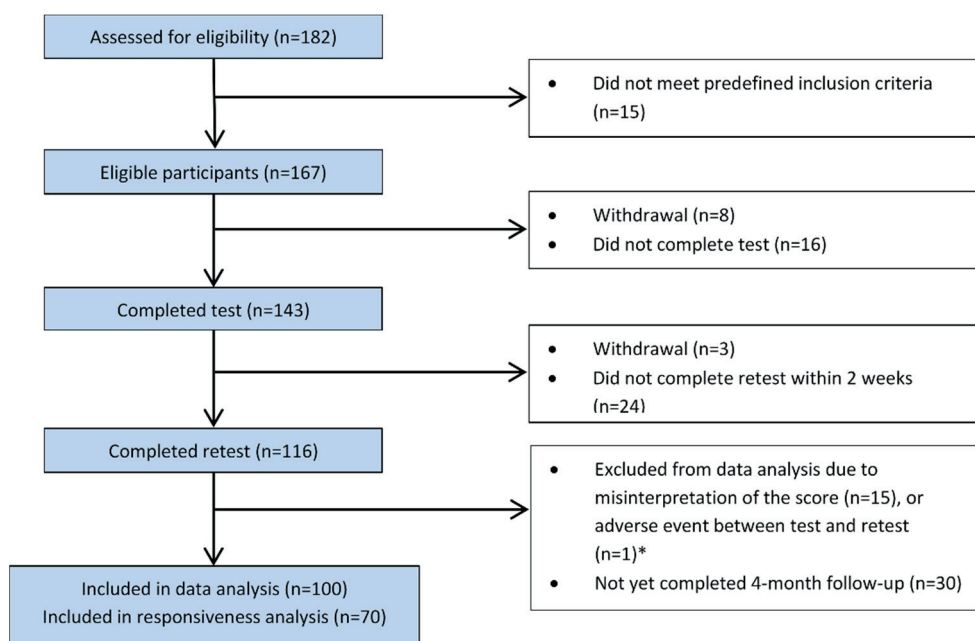 Assessed for eligibility (n=182)
• Did not meet predefined inclusion criteria
(n=15)
Eligible participants (n=167)
• Withdrawal (n=8)
• Did not complete test (n=16)
Completed test (n=143)
• Withdrawal (n=3)
• Did not complete retest within 2 weeks
(n=24)
Completed retest (n=116)
• Excluded from data analysis due to
misinterpretation of the score (n=15), or
adverse event between test and retest
(n=1)*
• Not yet completed 4-month follow-up (n=30)
Included in data analysis (n=100)
Included in responsiveness analysis (n=70)